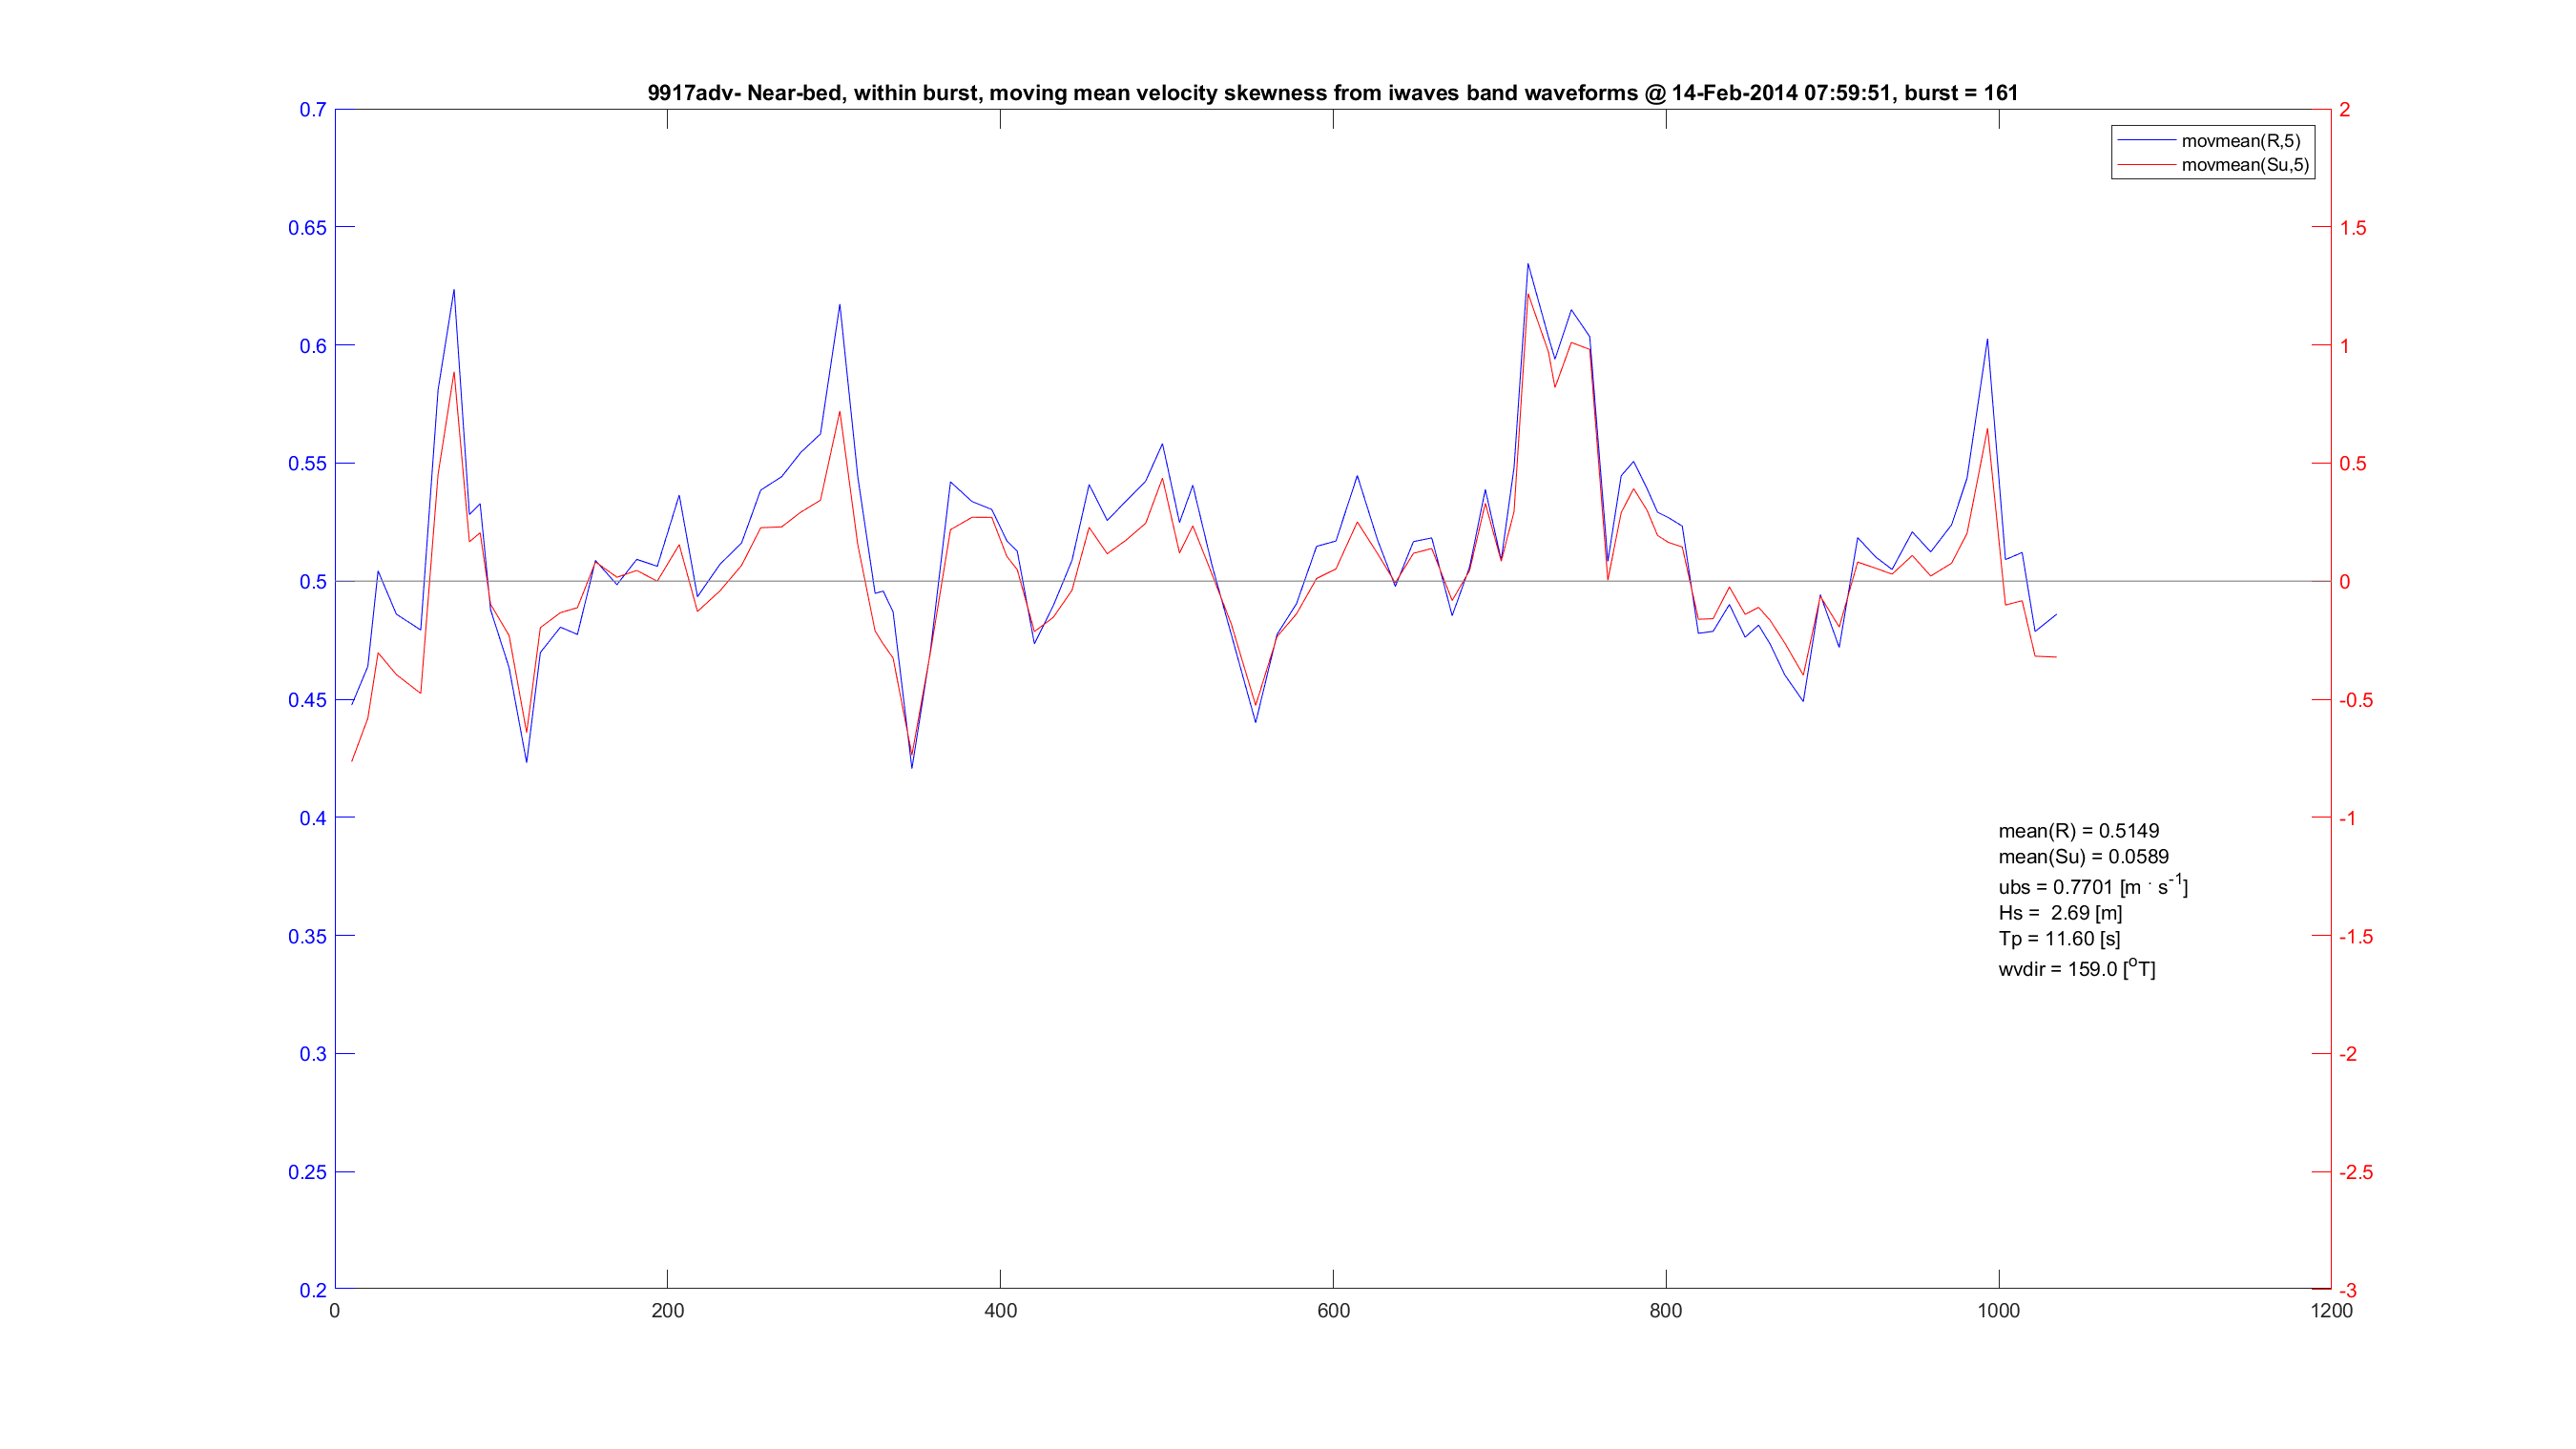 9917adv- Near-bed, within burst, moving mean velocity skewness from iwaves band waveforms @ 14-Feb-2014 07:59:51, burst = 161
0.7
0.65
0.6
0.55
0.5
0.45
0.4
0.35
0.3
0.25
0.2
2
1.5
1
0.5
0
-0.5
-1
-1.5
-2
-2.5
-3
movmean(R,5)
movmean(Su,5)
mean(R) = 0.5149
mean(Su) = 0.0589
ubs = 0.7701 [m · s⁻¹]
Hs =  2.69 [m]
Tp = 11.60 [s]
wvdir = 159.0 [ᵒT]
0 200 400 600 800 1000 1200